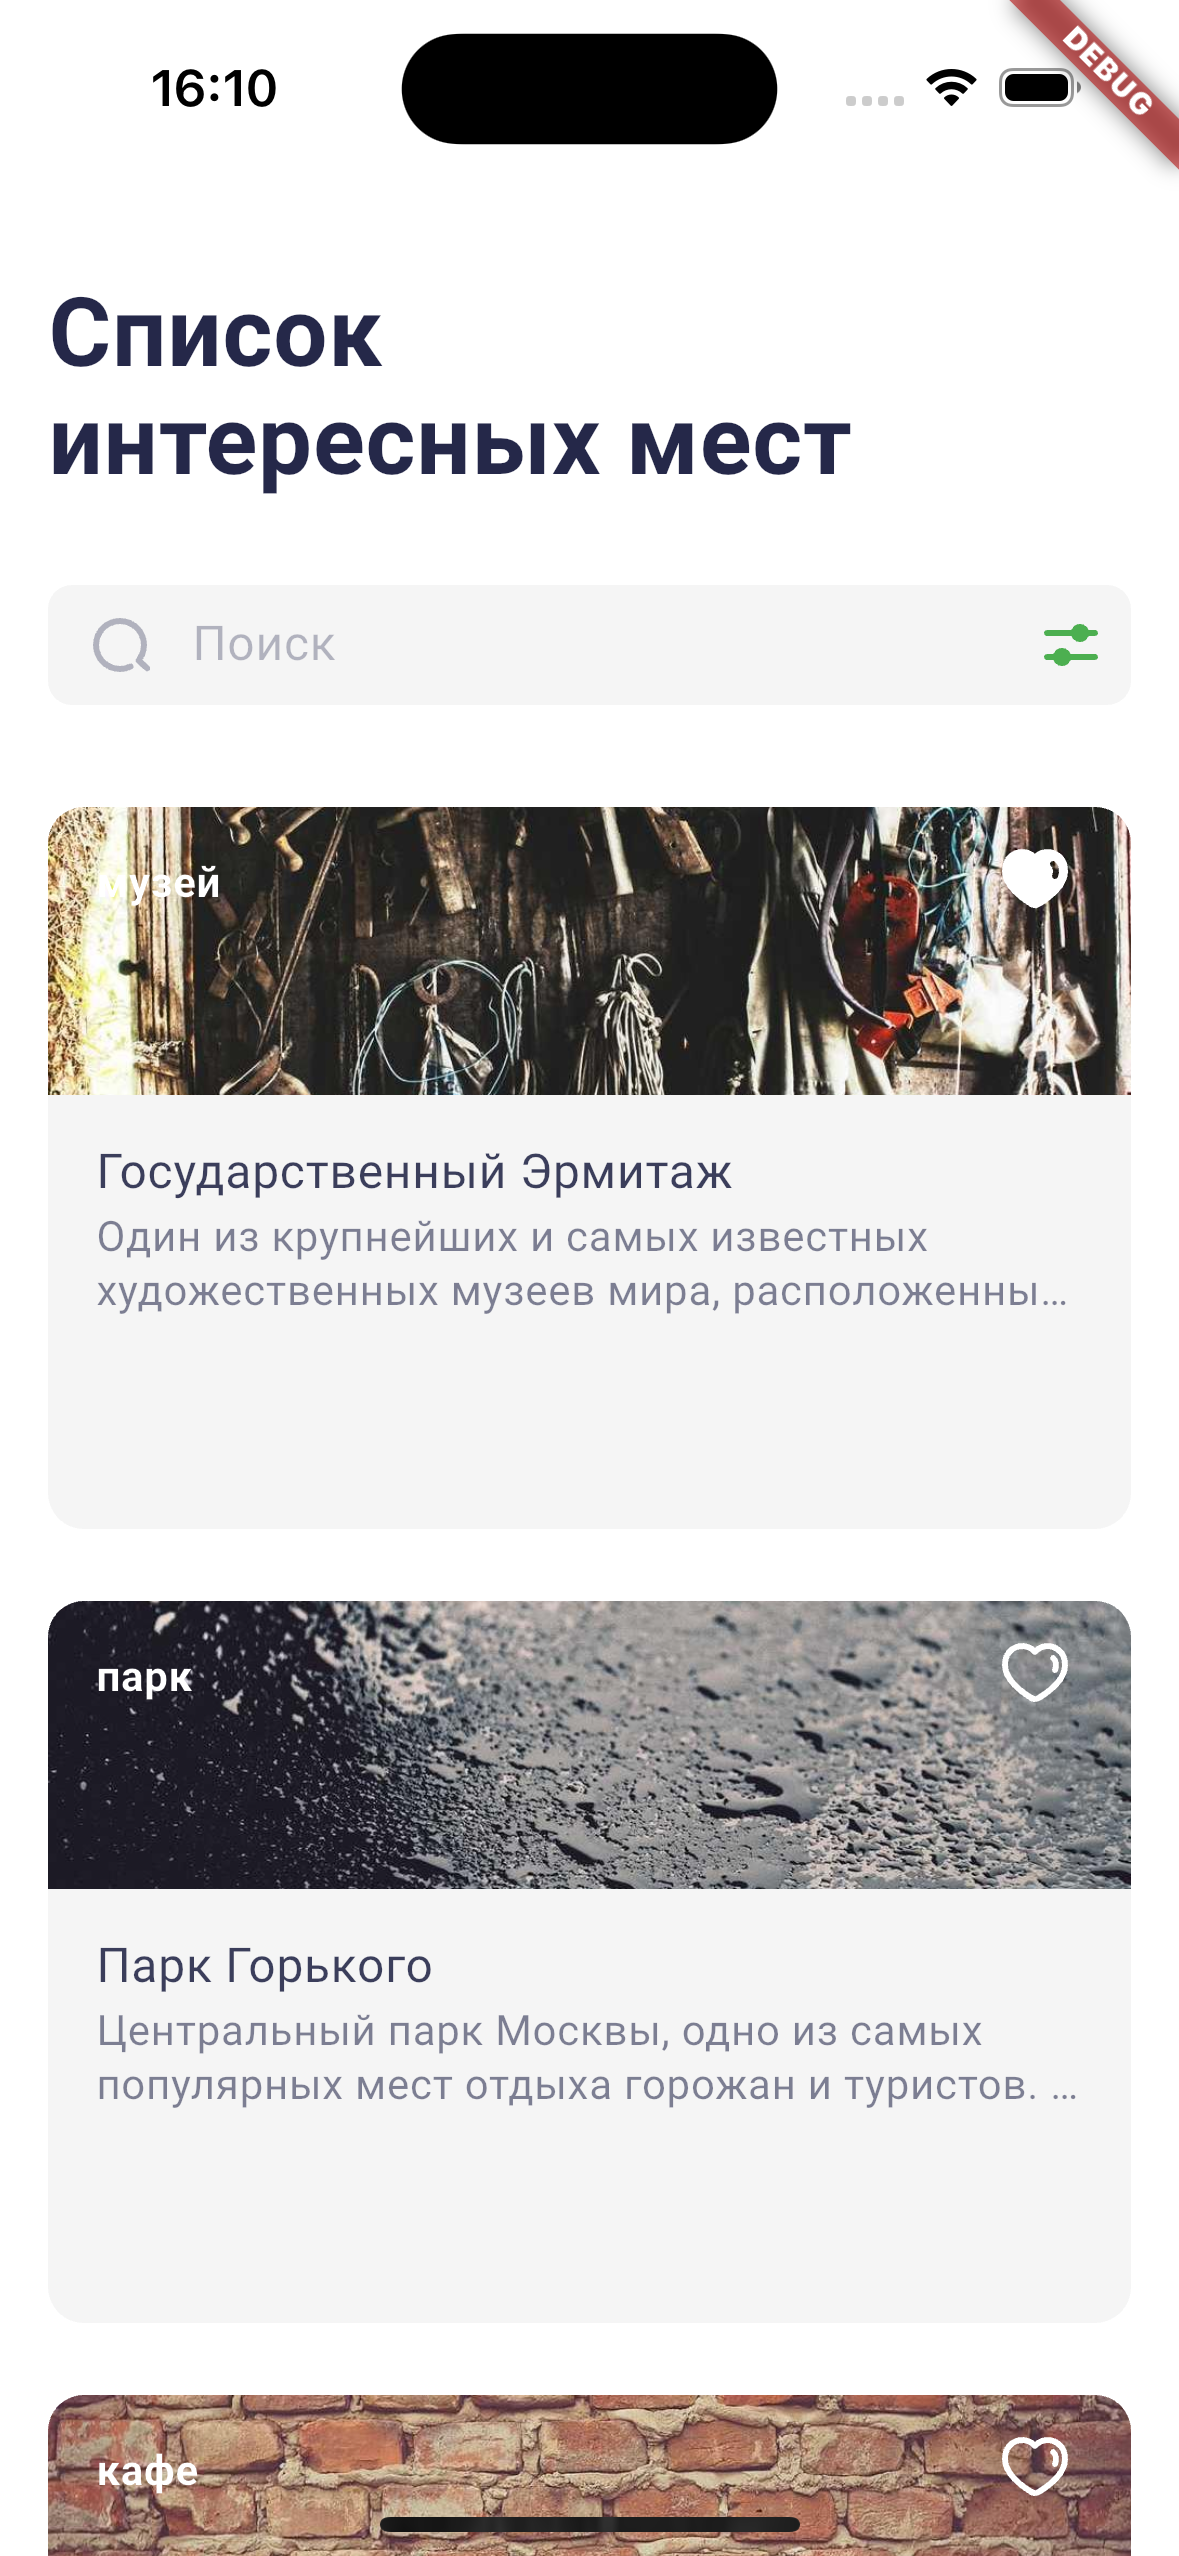 16:10
DEBUG
Список
интересных мест
Поиск
музей
Государственный Эрмитаж
Один из крупнейших и самых известных
художественных музеев мира, расположенны…
парк
Парк Горького
Центральный парк Москвы, одно из самых
популярных мест отдыха горожан и туристов. …
кафе